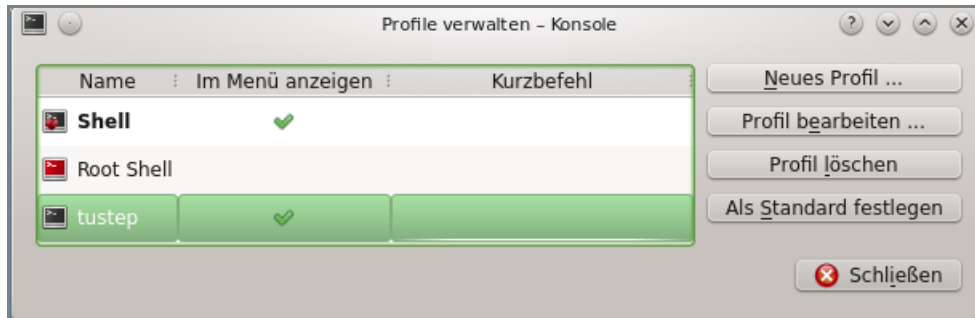 Profile verwalten – Konsole
Name Im Menü anzeigen Kurzbefehl
Shell
Root Shell
tustep
Neues Profil ...
Profil bearbeiten ...
Profil löschen
Als Standard festlegen
Schließen